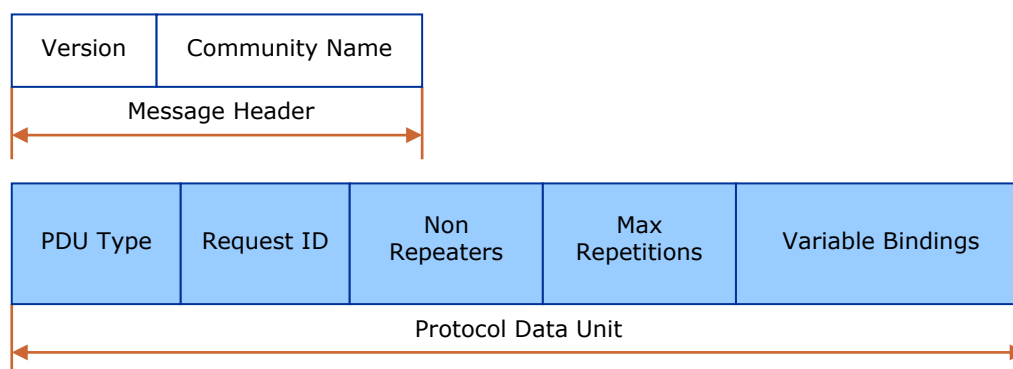 Version
Community Name
Message Header
PDU Type
Request ID
Non
Repeaters
Max
Repetitions
Variable Bindings
Protocol Data Unit